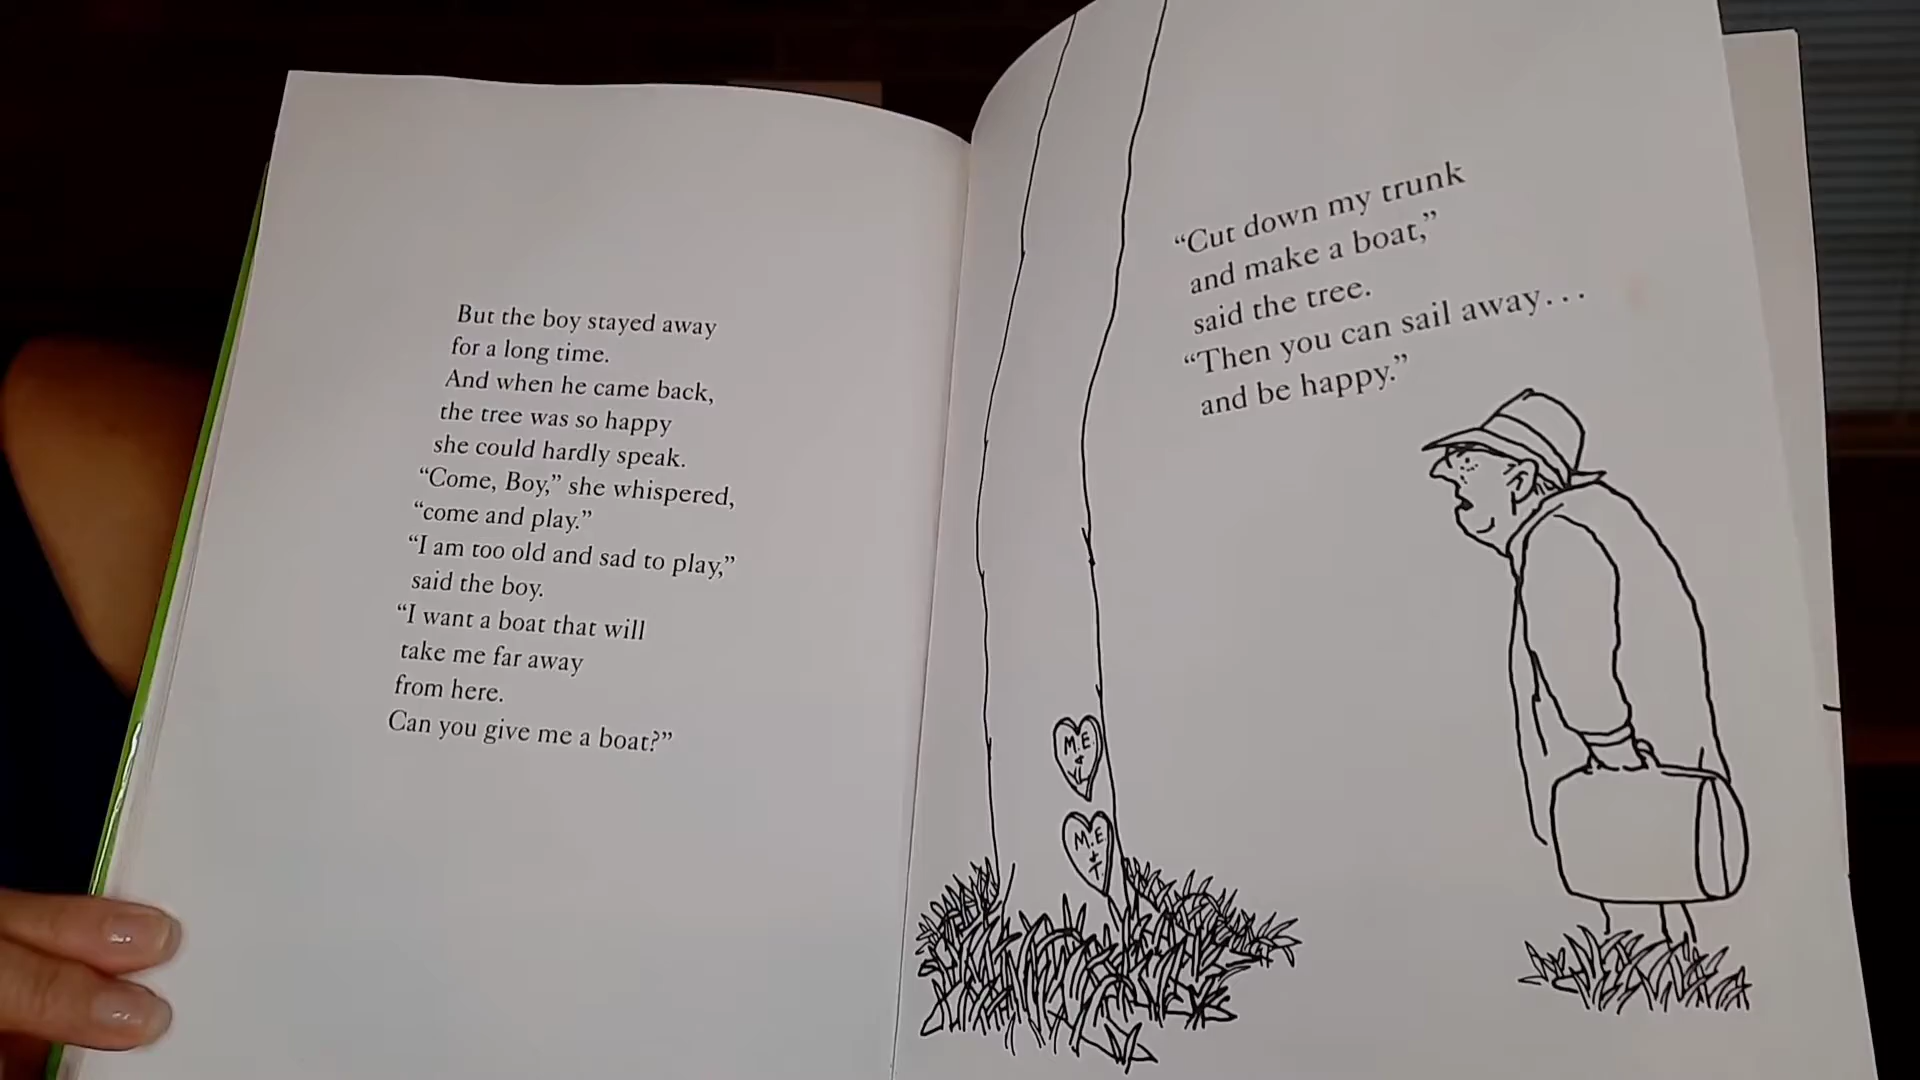 But the boy stayed away
for a long time.
And when he came back,
the tree was so happy
she could hardly speak.
“Come, Boy,” she whispered,
“come and play.”
“I am too old and sad to play,”
said the boy.
“I want a boat that will
take me far away
from here.
Can you give me a boat?”
“Cut down my trunk
and make a boat,”
said the tree.
“Then you can sail away...
and be happy.”
M.E.
+
Y.L.
M.E
+
T